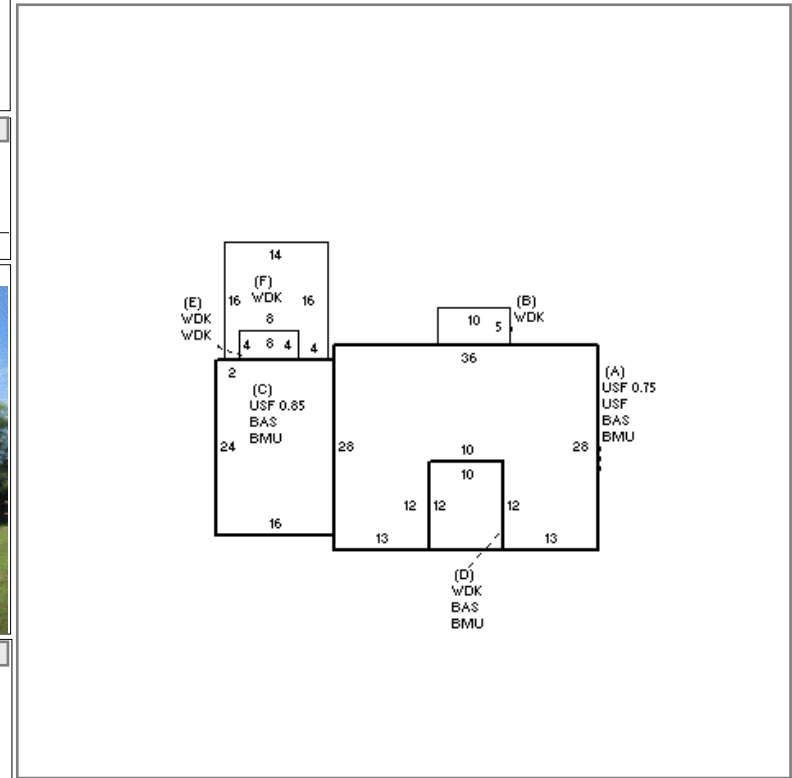 14
(F)
WDK
16
16
(E)
WDK
WDK
8
4
8
4
4
(B)
WDK
10
5
2
(C)
USF 0.85
BAS
BMU
24
16
36
(A)
USF 0.75
USF
BAS
BMU
28
28
10
10
12
12
12
13
13
(D)
WDK
BAS
BMU